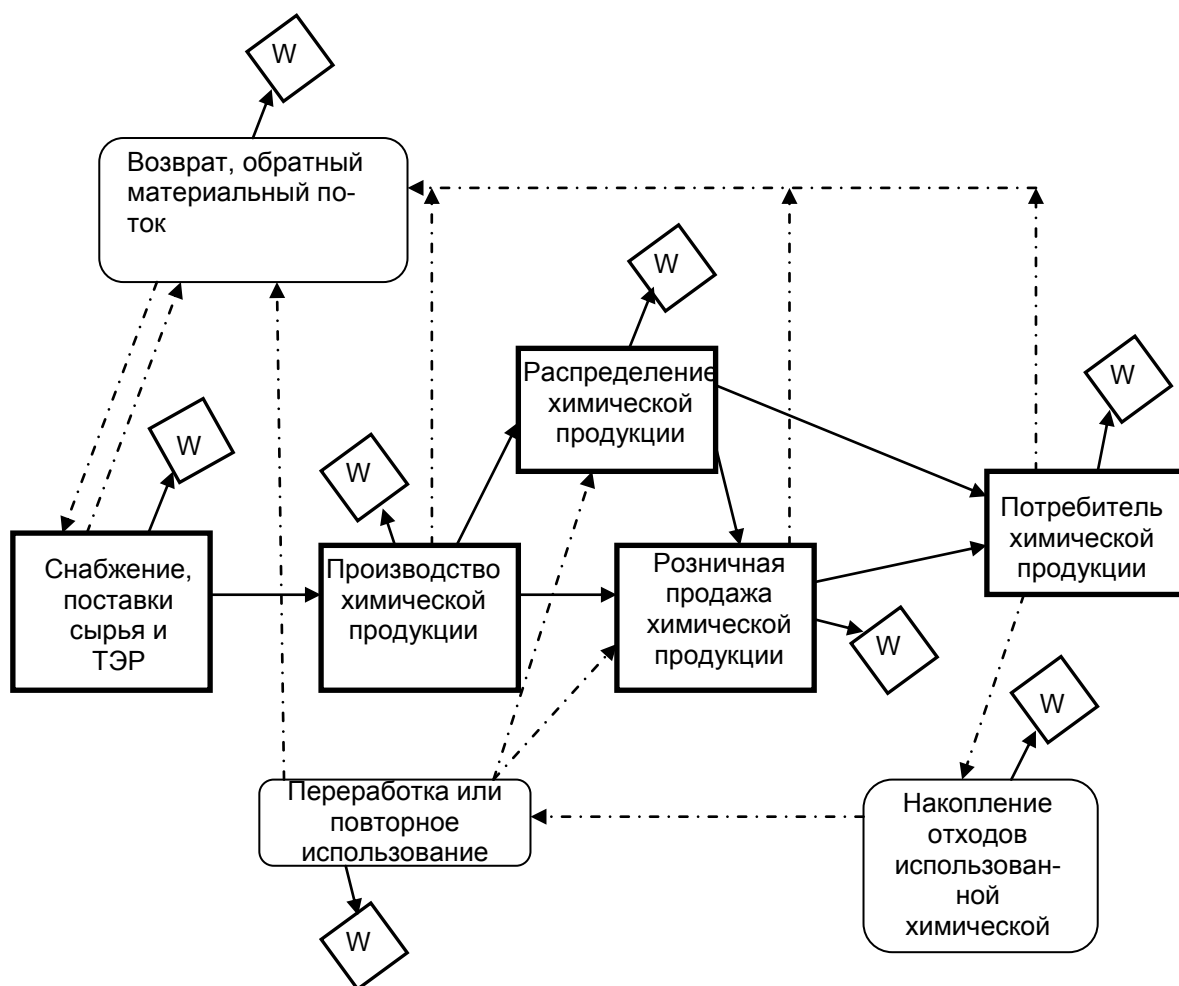 W
Возврат, обратный
материальный по-
ток
W
Распределение
химической
продукции
W
W
W
Снабжение,
поставки
сырья и
ТЭР
Производство
химической
продукции
Розничная
продажа
химической
продукции
Потребитель
химической
продукции
W
W
Переработка или
повторное
использование
Накопление
отходов
использован-
ной
химической
W